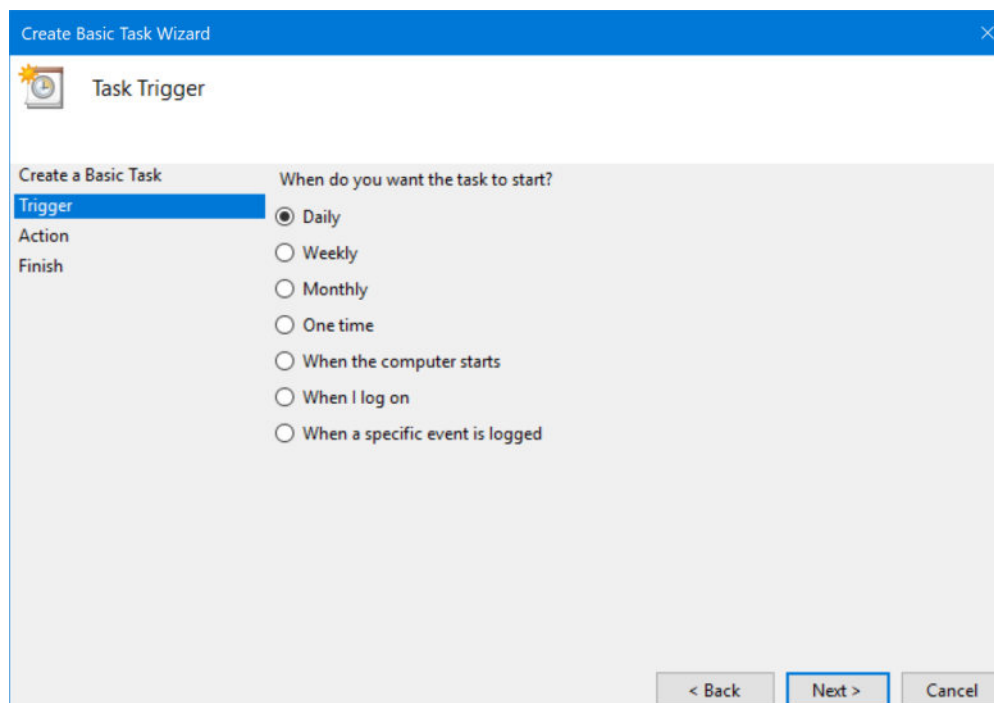 Create Basic Task Wizard
Task Trigger
Create a Basic Task
Trigger
Action
Finish
When do you want the task to start?
Daily
Weekly
Monthly
One time
When the computer starts
When I log on
When a specific event is logged
< Back
Next >
Cancel